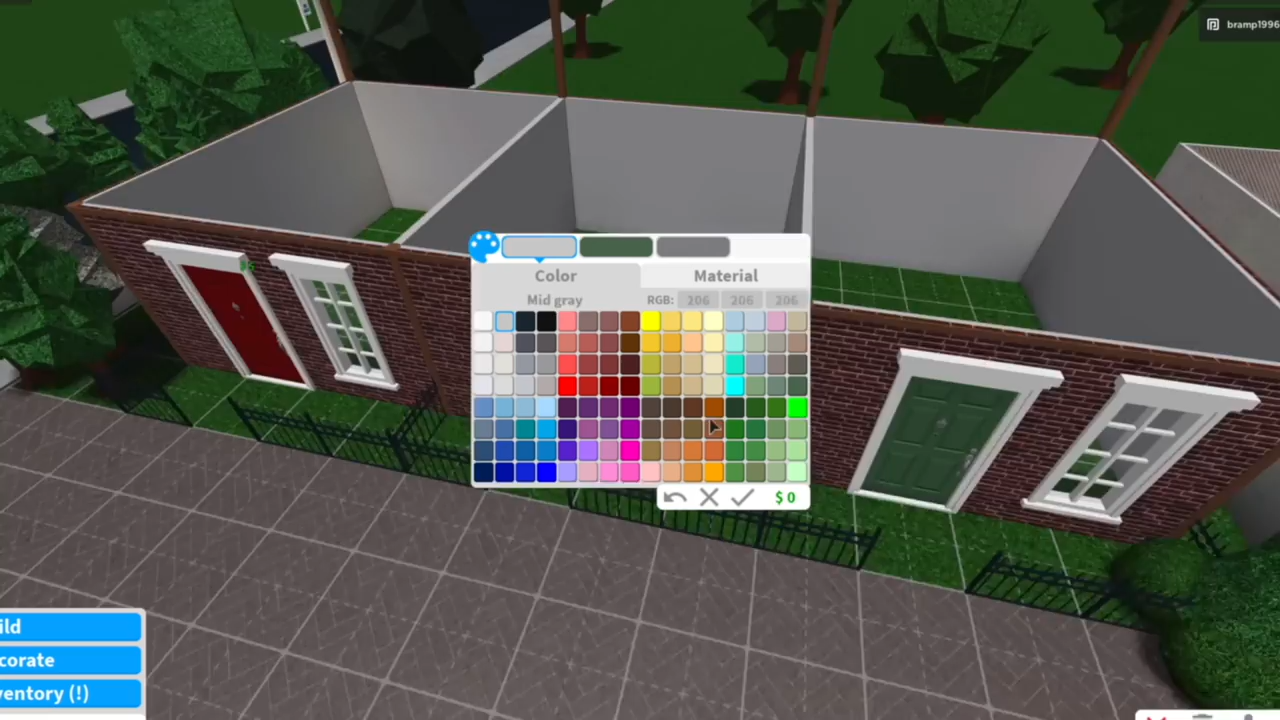 bramp1996
Color
Material
Mid gray
RGB: 206 206 206
$ 0
ild
corate
ventory (!)